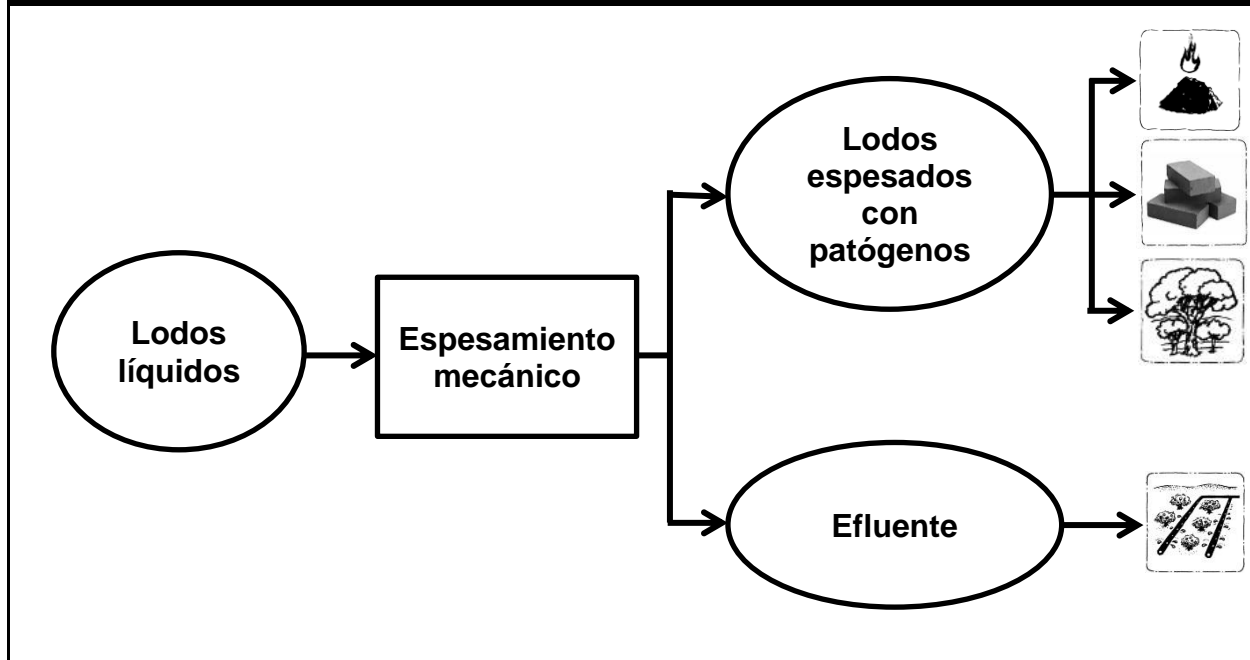 Lodos
líquidos
Espesamiento
mecánico
Lodos
espesados
con
patógenos
Efluente